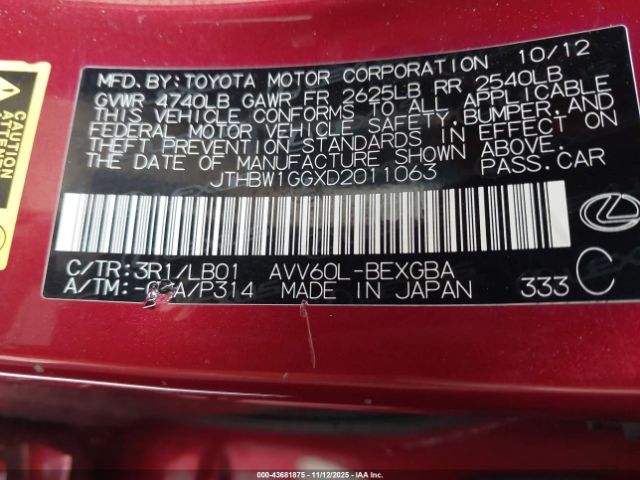 CAUTION
ATTENTION
10/12
MFD. BY: TOYOTA MOTOR CORPORATION
GVWR 4740LB GAWR FR 2625LB RR 2540LB
THIS VEHICLE CONFORMS TO ALL APPLICABLE
FEDERAL MOTOR VEHICLE SAFETY, BUMPER, AND
THEFT PREVENTION STANDARDS IN EFFECT ON
THE DATE OF MANUFACTURE SHOWN ABOVE.
JTHBW1GGXD2011063 PASS. CAR
C/TR: 3R1/LB01 AVV60L-BEXGBA
A/TM: - A/P314 MADE IN JAPAN 333 C
000-43681875 - 11/12/2025 - IAA Inc.